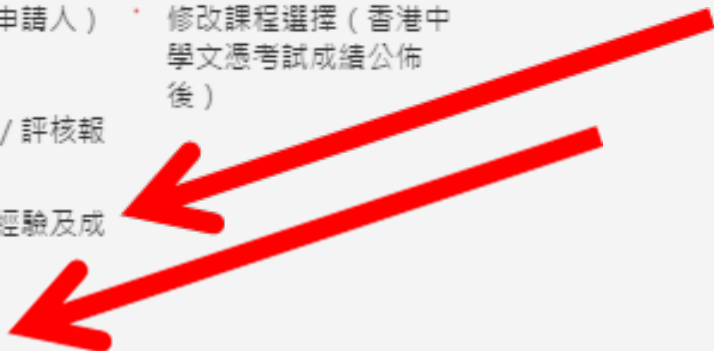 申請人）
修改課程選擇（香港中
學文憑考試成績公佈
後）
/ 評核報
經驗及成